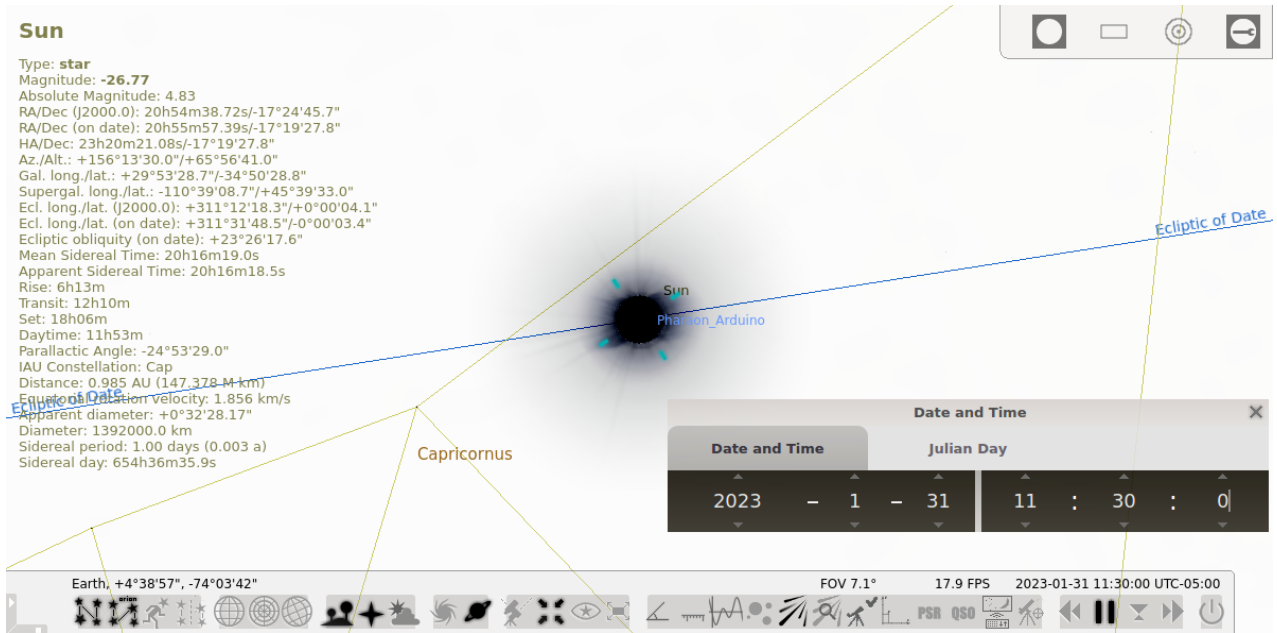 Sun
Type: star
Magnitude: -26.77
Absolute Magnitude: 4.83
RA/Dec (J2000.0): 20h54m38.72s/-17°24'45.7"
RA/Dec (on date): 20h55m57.39s/-17°19'27.8"
HA/Dec: 23h20m21.08s/-17°19'27.8"
Az./Alt.: +156°13'30.0"/+65°56'41.0"
Gal. long./lat.: +29°53'28.7"/-34°50'28.8"
Supergal. long./lat.: -110°39'08.7"/+45°39'33.0"
Ecl. long./lat. (J2000.0): +311°12'18.3"/+0°00'04.1"
Ecl. long./lat. (on date): +311°31'48.5"/-0°00'03.4"
Ecliptic obliquity (on date): +23°26'17.6"
Mean Sidereal Time: 20h16m19.0s
Apparent Sidereal Time: 20h16m18.5s
Rise: 6h13m
Transit: 12h10m
Set: 18h06m
Daytime: 11h53m
Parallactic Angle: -24°53'29.0"
IAU Constellation: Cap
Distance: 0.985 AU (147.378 M km)
Equatorial rotation velocity: 1.856 km/s
Apparent diameter: +0°32'28.17"
Diameter: 1392000.0 km
Sidereal period: 1.00 days (0.003 a)
Sidereal day: 654h36m35.9s
Ecliptic of Date
Ecliptic of Date
Sun
Pharaon_Arduino
Capricornus
Date and Time
Date and Time Julian Day
2023 – 1 – 31 11 : 30 : 0
Earth, +4°38'57", -74°03'42" FOV 7.1° 17.9 FPS 2023-01-31 11:30:00 UTC-05:00
orion
PSR QSO